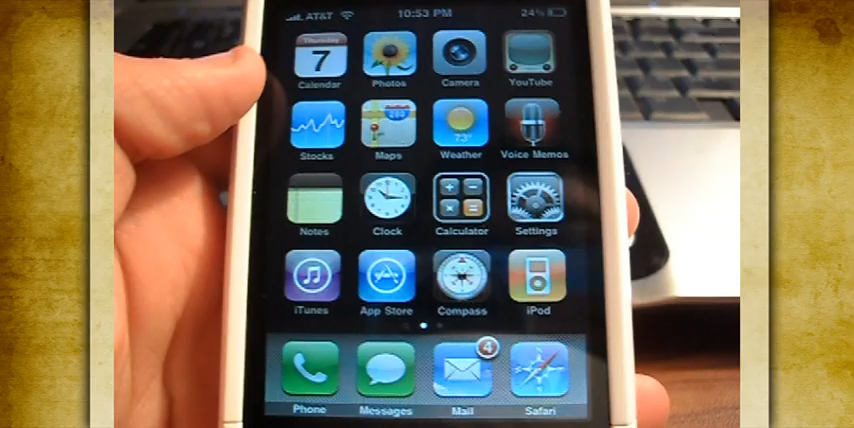 AT&T 10:53 PM 24%
Thursday
7
Calendar Photos Camera YouTube
280
73°
Stocks Maps Weather Voice Memos
Notes Clock Calculator Settings
iTunes App Store Compass iPod
4
Phone Messages Mail Safari